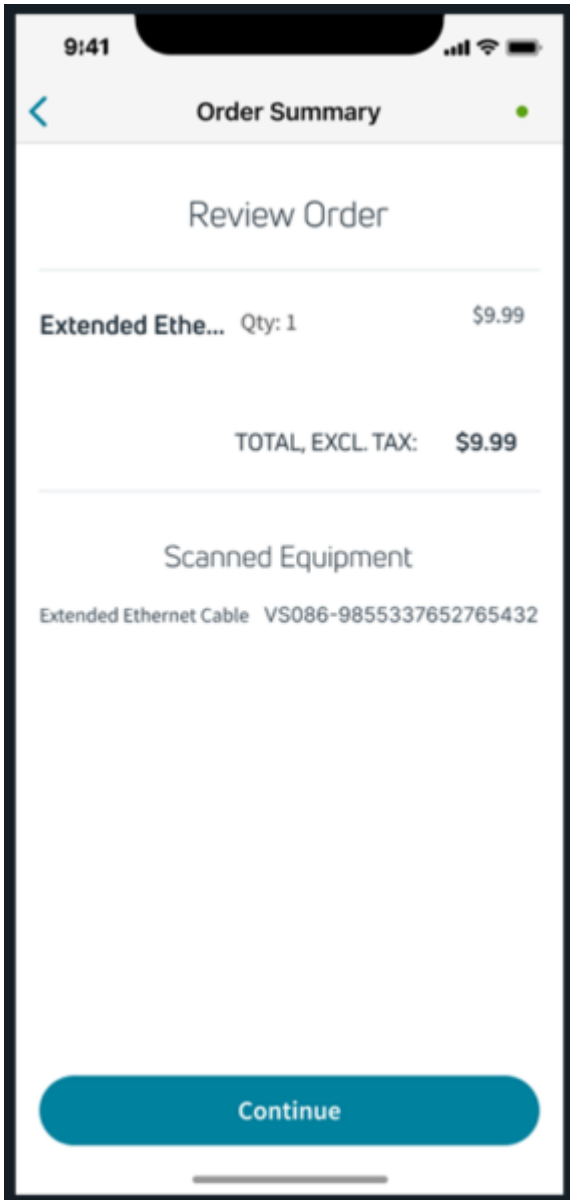 9:41
Order Summary
Review Order
Extended Ethe... Qty: 1 $9.99
TOTAL, EXCL. TAX: $9.99
Scanned Equipment
Extended Ethernet Cable VS086-9855337652765432
Continue